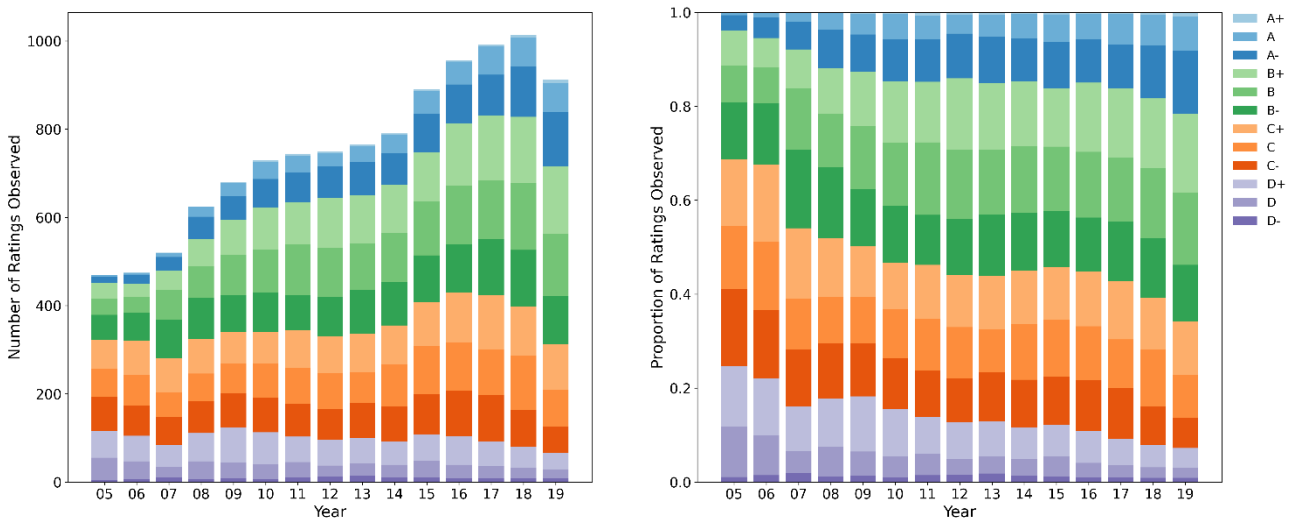 Number of Ratings Observed
1000
800
600
400
200
0
05 06 07 08 09 10 11 12 13 14 15 16 17 18 19
Year
Proportion of Ratings Observed
1.0
0.8
0.6
0.4
0.2
0.0
05 06 07 08 09 10 11 12 13 14 15 16 17 18 19
Year
A+
A
A-
B+
B
B-
C+
C
C-
D+
D
D-